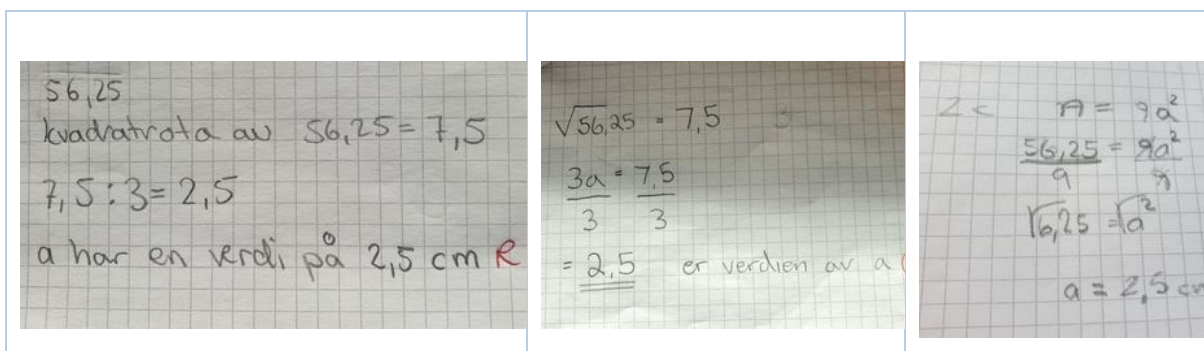 56,25
kvadratrota av 56,25 = 7,5
7,5 : 3 = 2,5
a har en verdi på 2,5 cm R
√56,25 = 7,5
3a = 7,5
3 3
= 2,5 er verdien av a
2c A = 9a²
56,25 = 9a²
9 9
√6,25 = √a²
a = 2,5 cm